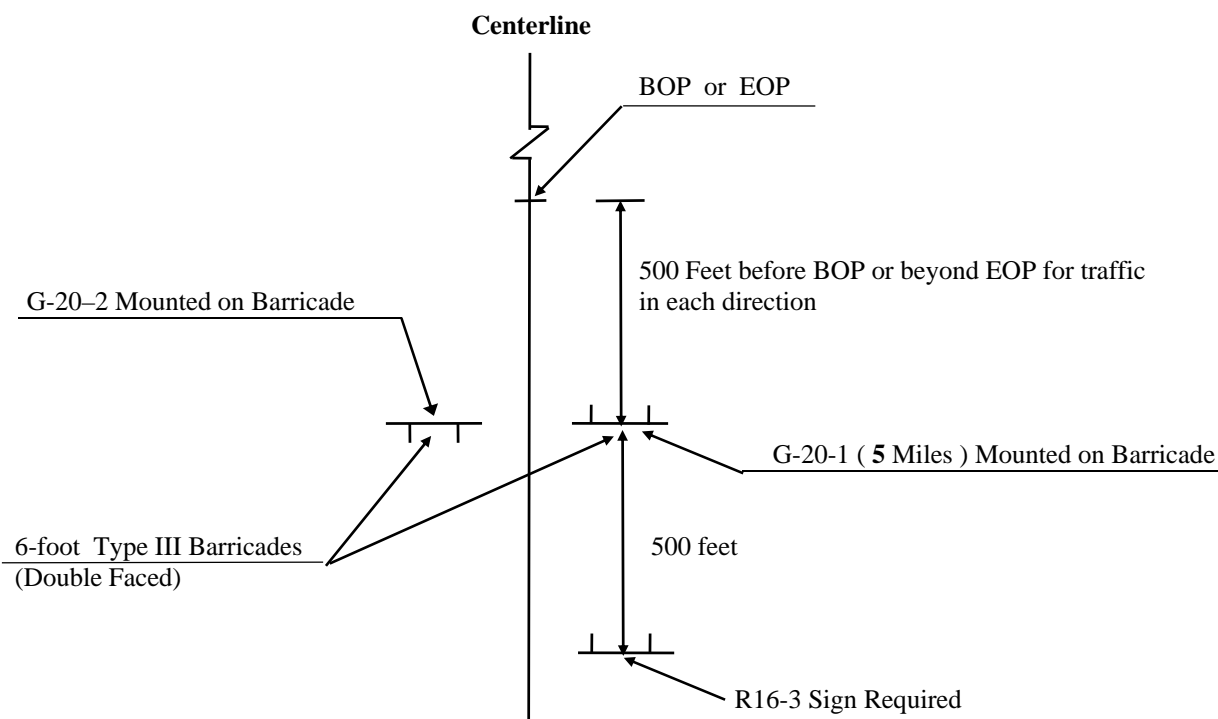 Centerline
BOP or EOP
500 Feet before BOP or beyond EOP for traffic
in each direction
G-20–2 Mounted on Barricade
G-20-1 ( 5 Miles ) Mounted on Barricade
6-foot Type III Barricades
(Double Faced)
500 feet
R16-3 Sign Required